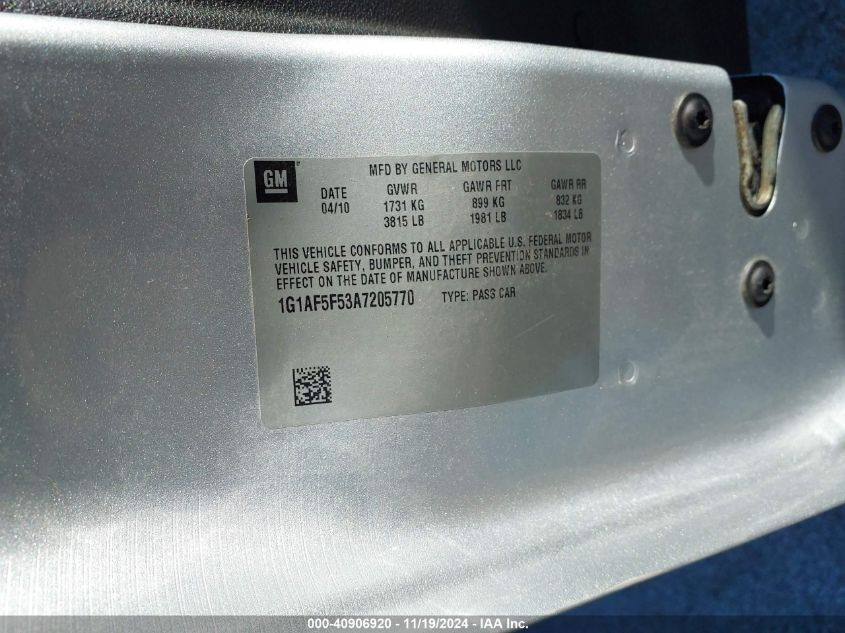 GM
MFD BY GENERAL MOTORS LLC
DATE GVWR GAWR FRT GAWR RR
04/10 1731 KG 899 KG 832 KG
3815 LB 1981 LB 1834 LB
THIS VEHICLE CONFORMS TO ALL APPLICABLE U.S. FEDERAL MOTOR
VEHICLE SAFETY, BUMPER, AND THEFT PREVENTION STANDARDS IN
EFFECT ON THE DATE OF MANUFACTURE SHOWN ABOVE.
1G1AF5F53A7205770 TYPE: PASS CAR
000-40906920 - 11/19/2024 - IAA Inc.